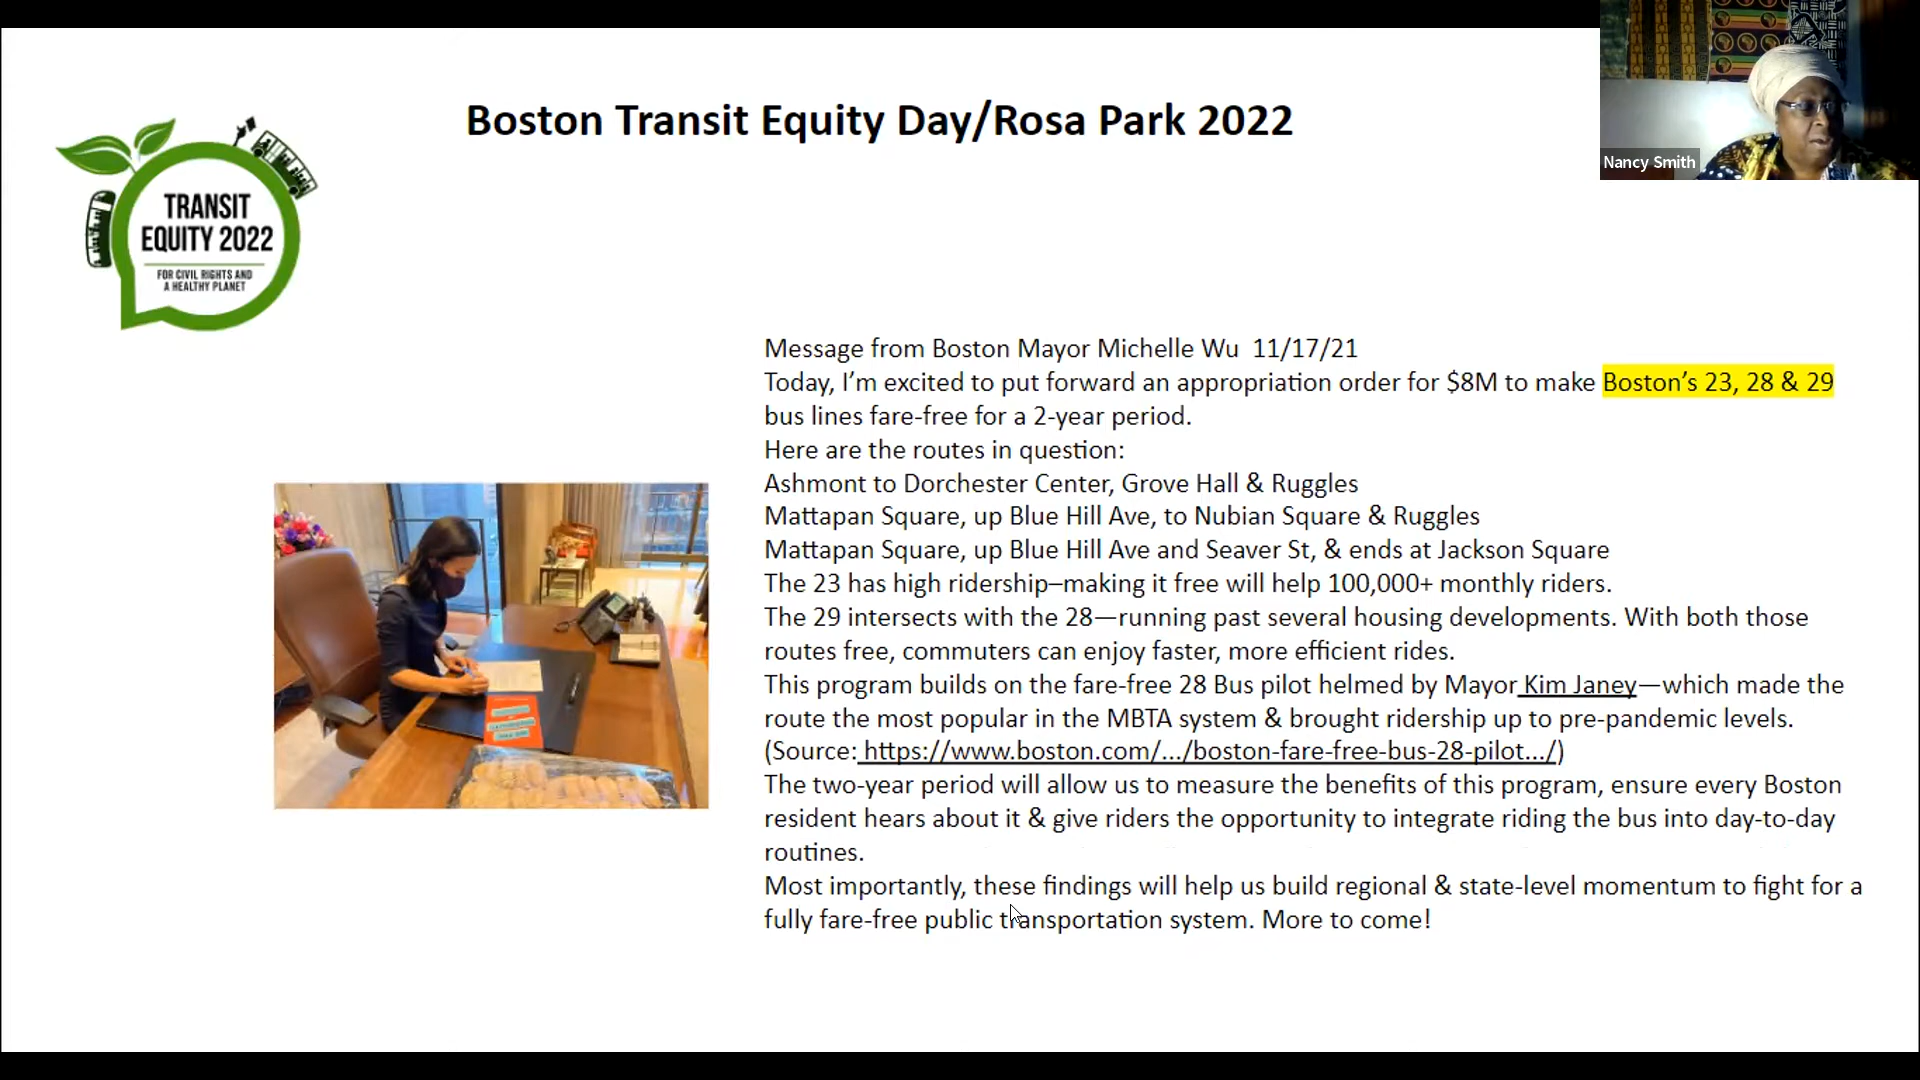 Boston Transit Equity Day/Rosa Park 2022
Nancy Smith
TRANSIT
EQUITY 2022
FOR CIVIL RIGHTS AND
A HEALTHY PLANET
Message from Boston Mayor Michelle Wu  11/17/21
Today, I’m excited to put forward an appropriation order for $8M to make Boston’s 23, 28 & 29
bus lines fare-free for a 2-year period.
Here are the routes in question:
Ashmont to Dorchester Center, Grove Hall & Ruggles
Mattapan Square, up Blue Hill Ave, to Nubian Square & Ruggles
Mattapan Square, up Blue Hill Ave and Seaver St, & ends at Jackson Square
The 23 has high ridership–making it free will help 100,000+ monthly riders.
The 29 intersects with the 28—running past several housing developments. With both those
routes free, commuters can enjoy faster, more efficient rides.
This program builds on the fare-free 28 Bus pilot helmed by Mayor Kim Janey—which made the
route the most popular in the MBTA system & brought ridership up to pre-pandemic levels.
(Source: https://www.boston.com/.../boston-fare-free-bus-28-pilot.../)
The two-year period will allow us to measure the benefits of this program, ensure every Boston
resident hears about it & give riders the opportunity to integrate riding the bus into day-to-day
routines.
Most importantly, these findings will help us build regional & state-level momentum to fight for a
fully fare-free public transportation system. More to come!